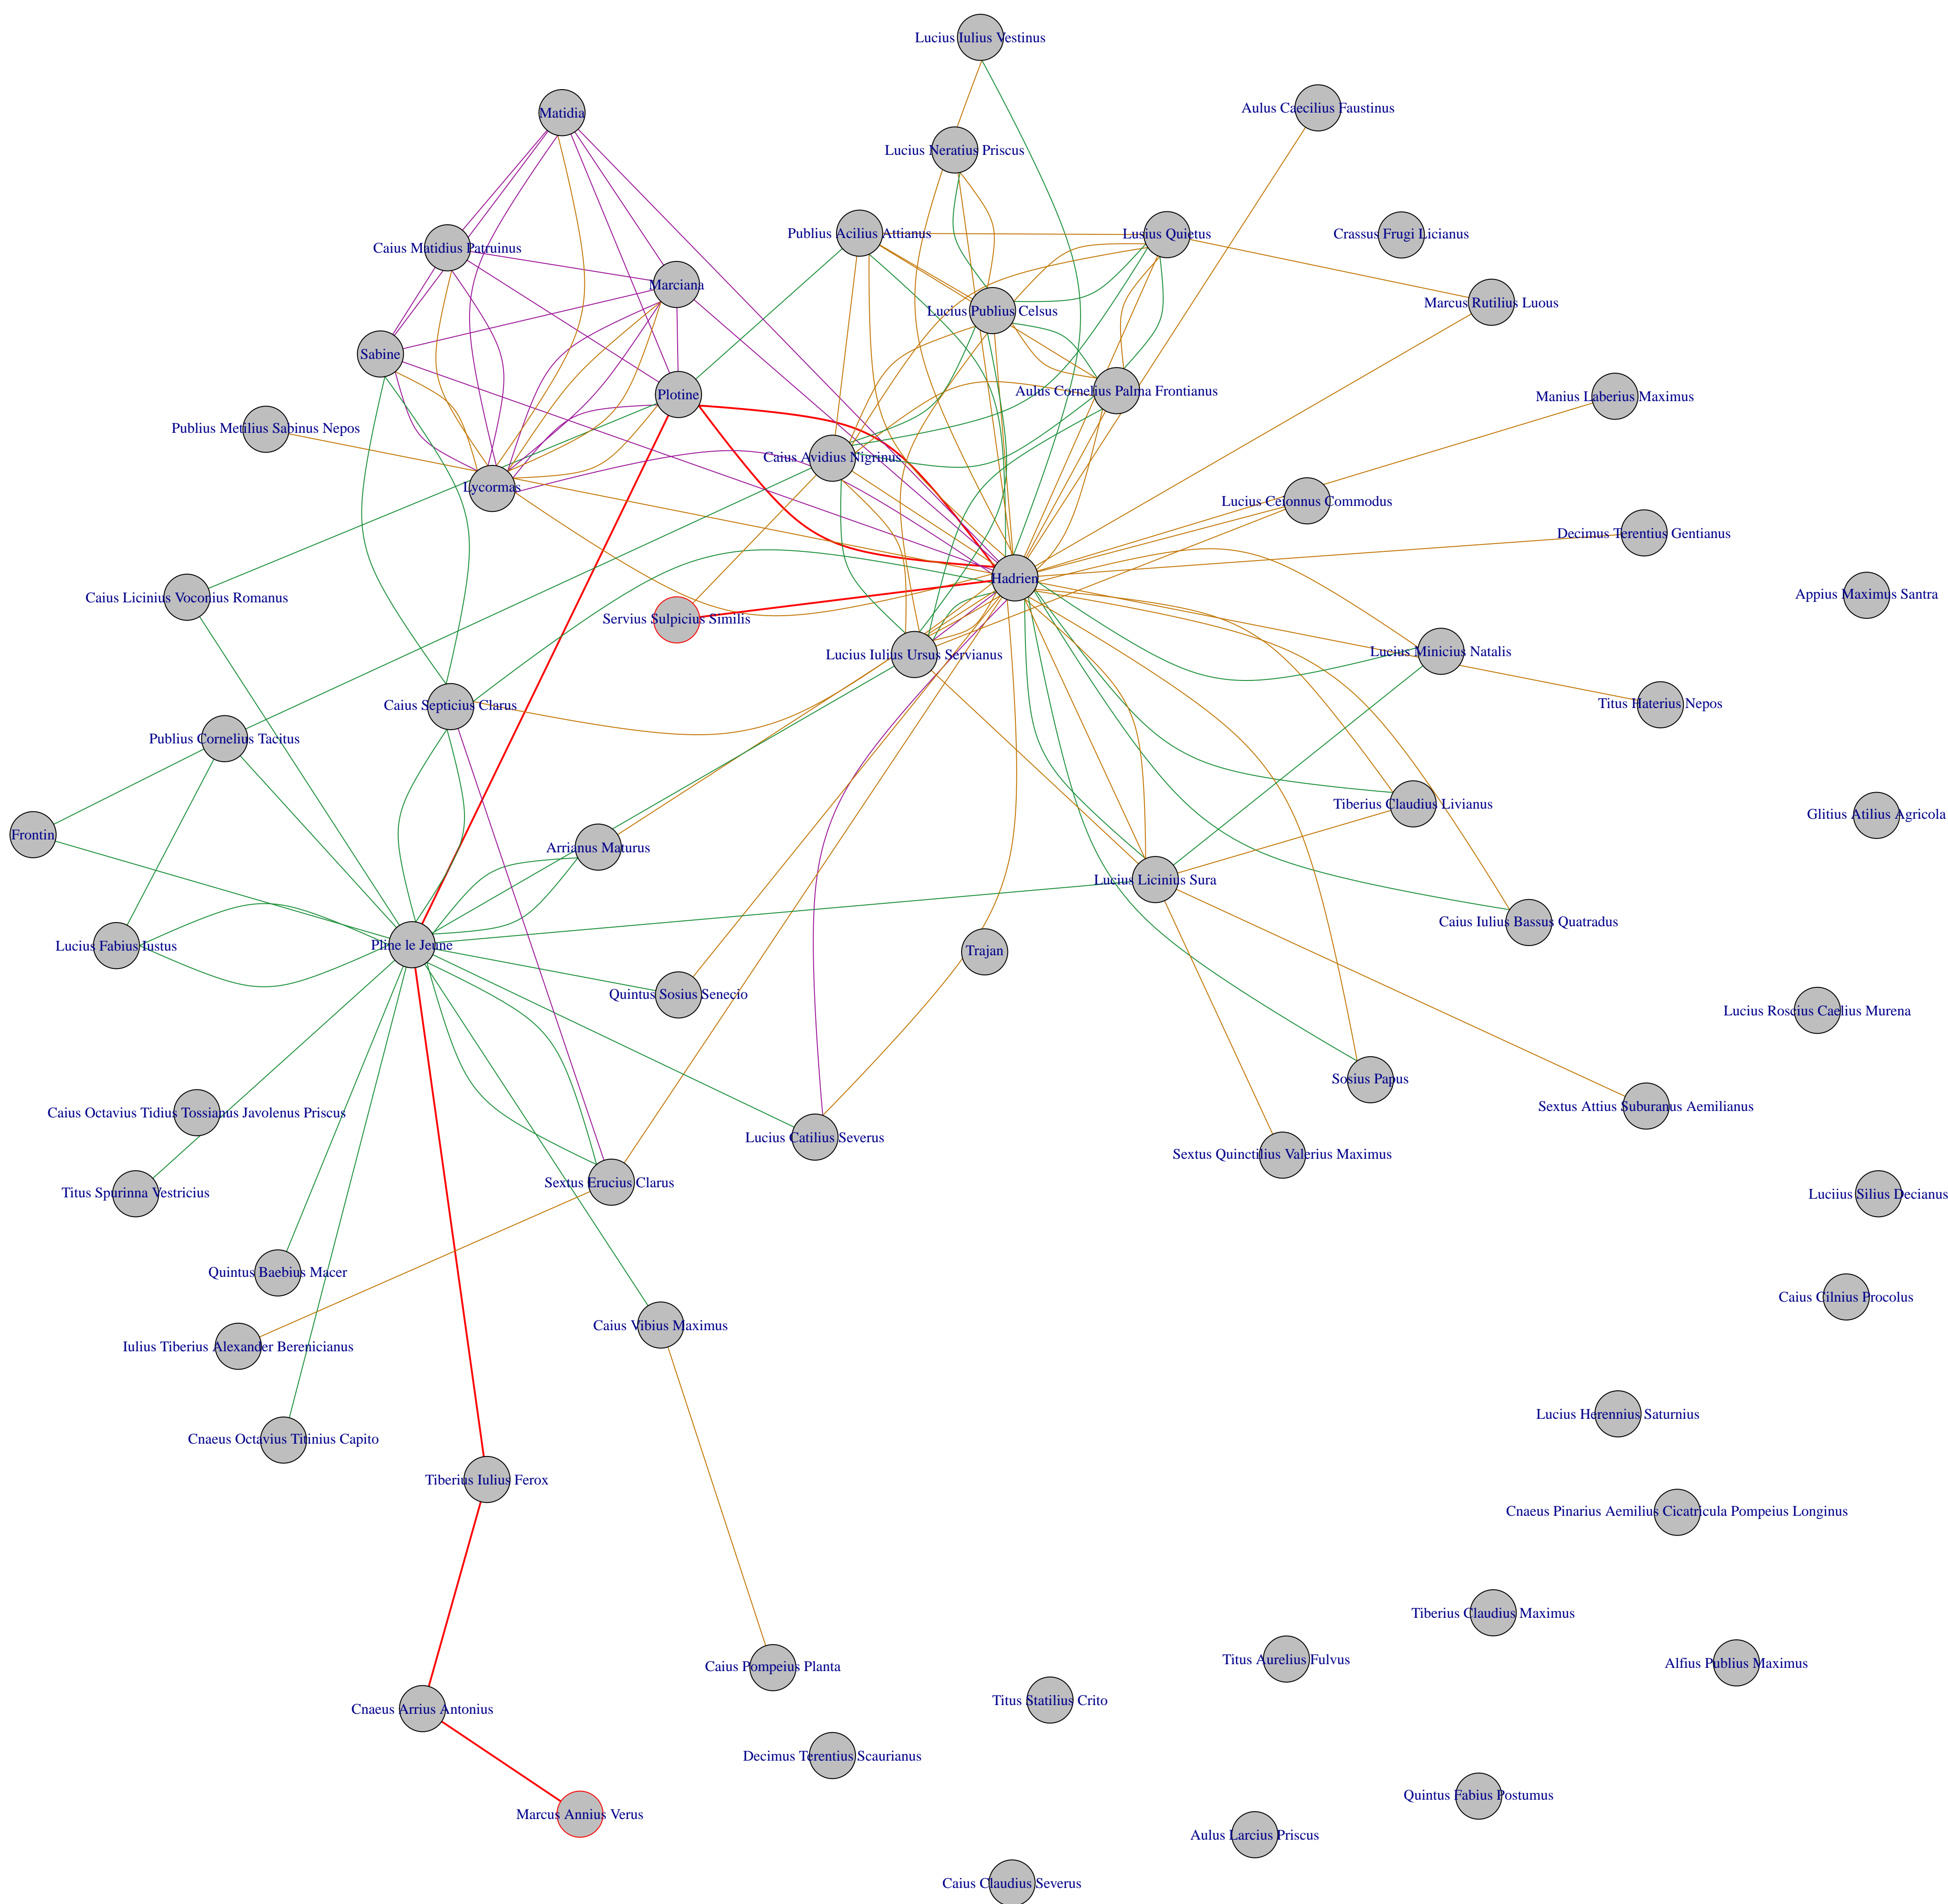 Lucius Iulius Vestinus
Aulus Caecilius Faustinus
Matidia
Lucius Neratius Priscus
Publius Acilius Attianus
Lusius Quietus
Crassus Frugi Licianus
Caius Matidius Patruinus
Marciana
Marcus Rutilius Luous
Lucius Publius Celsus
Sabine
Plotine
Aulus Cornelius Palma Frontianus
Manius Laberius Maximus
Publius Metilius Sabinus Nepos
Caius Avidius Nigrinus
Lycormas
Lucius Ceionnus Commodus
Decimus Terentius Gentianus
Hadrien
Caius Licinius Voconius Romanus
Appius Maximus Santra
Servius Sulpicius Similis
Lucius Iulius Ursus Servianus
Lucius Minicius Natalis
Caius Septicius Clarus
Titus Haterius Nepos
Publius Cornelius Tacitus
Tiberius Claudius Livianus
Glitius Atilius Agricola
Frontin
Arrianus Maturus
Lucius Licinius Sura
Caius Iulius Bassus Quatradus
Lucius Fabius Iustus
Pline le Jeune
Trajan
Quintus Sosius Senecio
Lucius Roscius Caelius Murena
Sosius Papus
Caius Octavius Tidius Tossianus Javolenus Priscus
Sextus Attius Suburanus Aemilianus
Lucius Catilius Severus
Sextus Quinctilius Valerius Maximus
Sextus Erucius Clarus
Titus Spurinna Vestricius
Luciius Silius Decianus
Quintus Baebius Macer
Caius Cilnius Procolus
Caius Vibius Maximus
Iulius Tiberius Alexander Berenicianus
Lucius Herennius Saturnius
Cnaeus Octavius Titinius Capito
Tiberius Iulius Ferox
Cnaeus Pinarius Aemilius Cicatricula Pompeius Longinus
Tiberius Claudius Maximus
Titus Aurelius Fulvus
Alfius Publius Maximus
Caius Pompeius Planta
Titus Statilius Crito
Cnaeus Arrius Antonius
Decimus Terentius Scaurianus
Quintus Fabius Postumus
Marcus Annius Verus
Aulus Larcius Priscus
Caius Claudius Severus